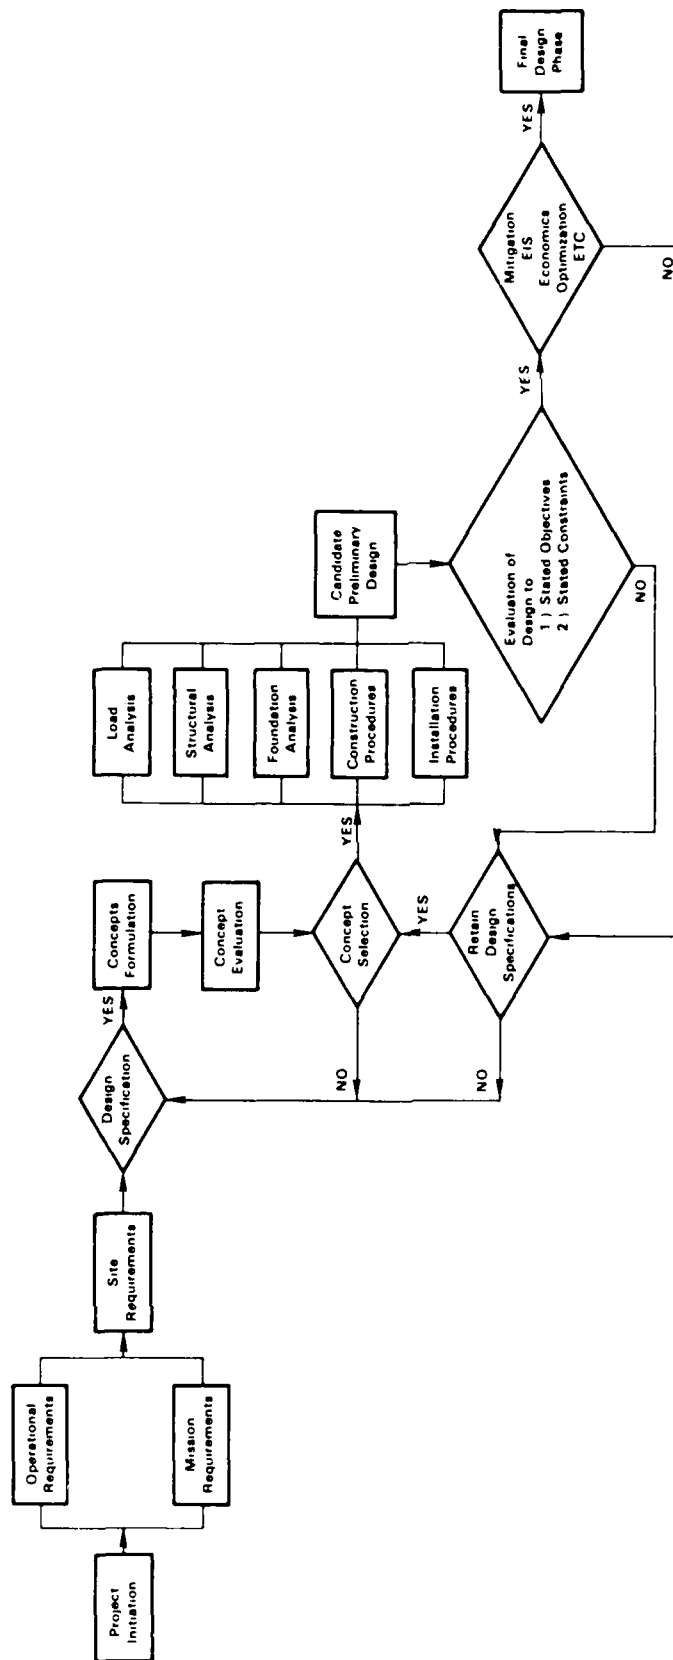 Project
Initiation
Operational
Requirements
Mission
Requirements
Site
Requirements
Design
Specification
YES
Concepts
Formulation
Concept
Evaluation
Concept
Selection
NO
YES
Retain
Design
Specifications
YES
NO
Load
Analysis
Structural
Analysis
Foundation
Analysis
Construction
Procedures
Installation
Procedures
Candidate
Preliminary
Design
Evaluation of
Design to
1 ) Stated Objectives
2 ) Stated Constraints
NO
YES
Mitigation
EIS
Economics
Optimization
ETC
NO
YES
Final
Design
Phase